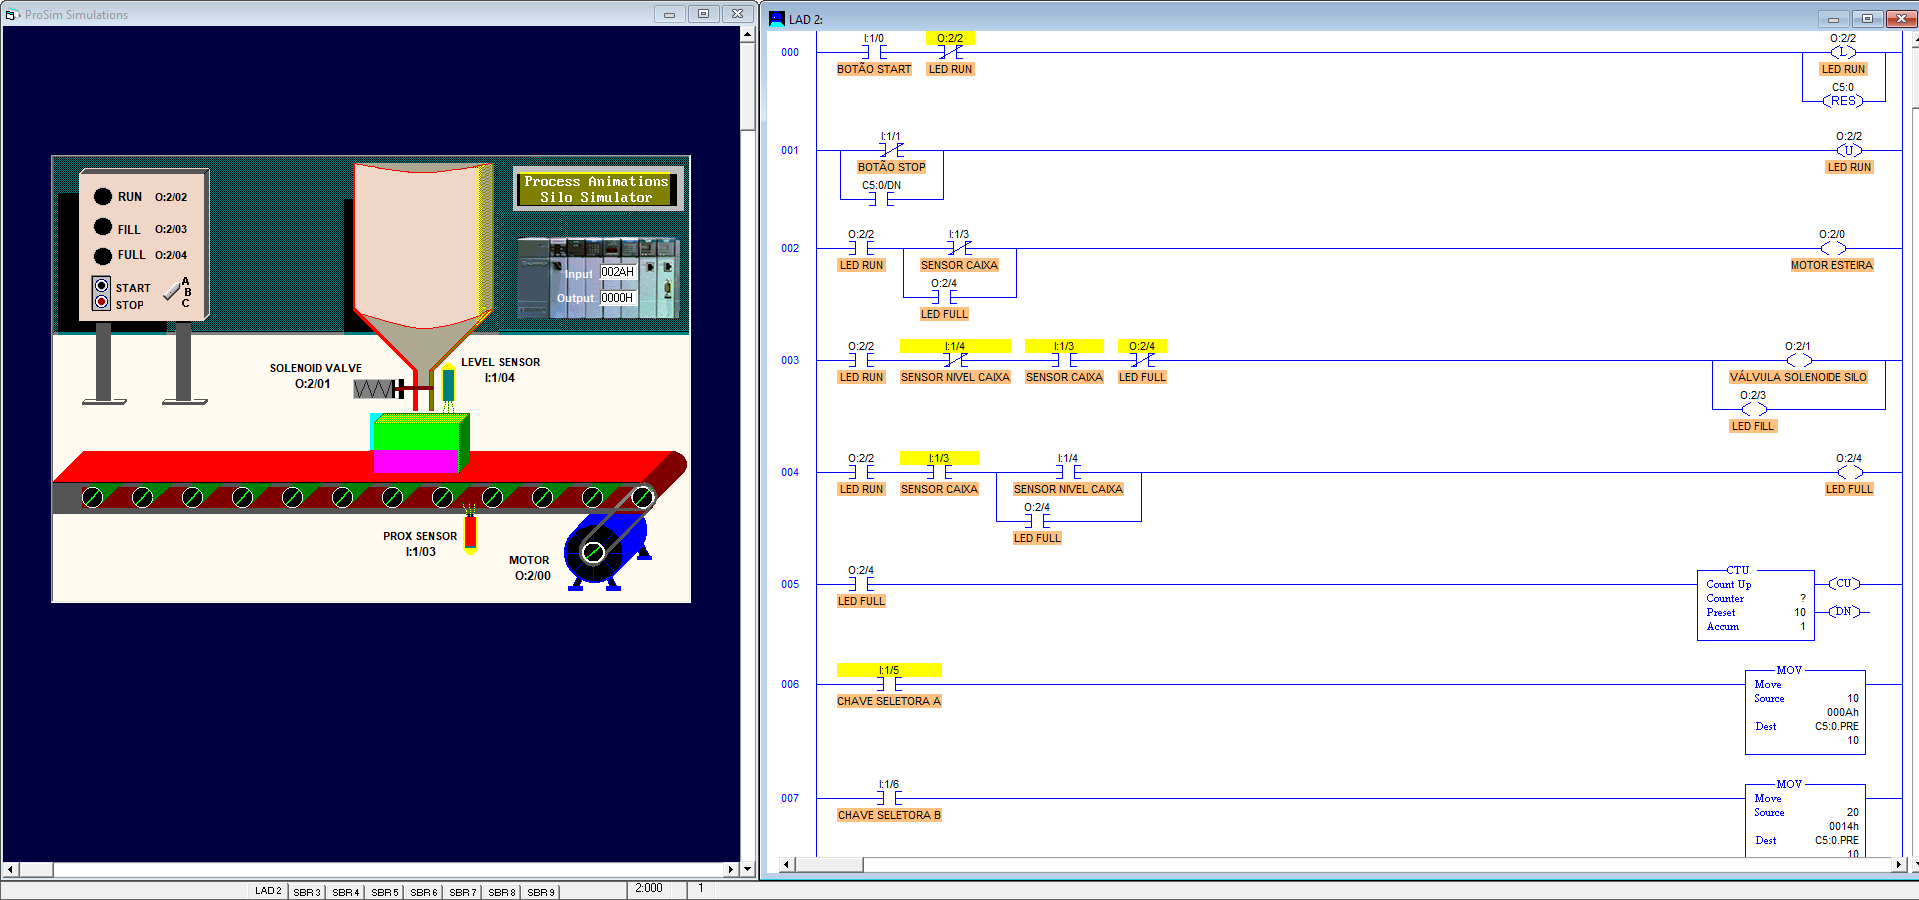 ProSim Simulations
RUN O:2/02
FILL O:2/03
FULL O:2/04
START
STOP
A
B
C
Process Animations
Silo Simulator
Input 002AH
Output 0000H
SOLENOID VALVE
O:2/01
LEVEL SENSOR
I:1/04
PROX SENSOR
I:1/03
MOTOR
O:2/00
LAD 2:
000
I:1/0 O:2/2 O:2/2
L
BOTÃO START LED RUN LED RUN
C5:0
RES
001
I:1/1 O:2/2
U
BOTÃO STOP LED RUN
C5:0/DN
002
O:2/2 I:1/3 O:2/0
LED RUN SENSOR CAIXA MOTOR ESTEIRA
O:2/4
LED FULL
003
O:2/2 I:1/4 I:1/3 O:2/4 O:2/1
LED RUN SENSOR NIVEL CAIXA SENSOR CAIXA LED FULL VÁLVULA SOLENOIDE SILO
O:2/3
LED FILL
004
O:2/2 I:1/3 I:1/4 O:2/4
LED RUN SENSOR CAIXA SENSOR NIVEL CAIXA LED FULL
O:2/4
LED FULL
005
O:2/4
LED FULL
CTU
Count Up CU
Counter ?
Preset 10 DN
Accum 1
006
I:1/5
CHAVE SELETORA A
MOV
Move
Source 10
000Ah
Dest C5:0.PRE
10
007
I:1/6
CHAVE SELETORA B
MOV
Move
Source 20
0014h
Dest C5:0.PRE
10
LAD 2 SBR 3 SBR 4 SBR 5 SBR 6 SBR 7 SBR 8 SBR 9 2:000 1